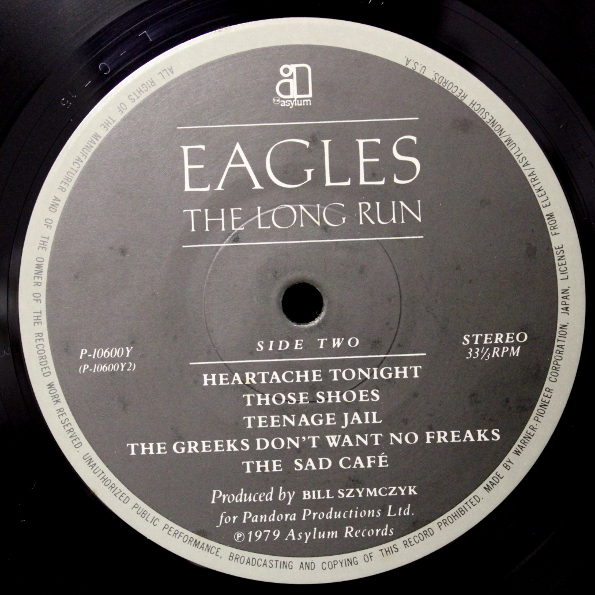 asylum
EAGLES
THE LONG RUN
SIDE TWO
P-10600Y
(P-10600Y2)
STEREO
33⅓RPM
HEARTACHE TONIGHT
THOSE SHOES
TEENAGE JAIL
THE GREEKS DON'T WANT NO FREAKS
THE SAD CAFÉ
Produced by BILL SZYMCZYK
for Pandora Productions Ltd.
℗1979 Asylum Records
ALL RIGHTS OF THE MANUFACTURER AND OF THE OWNER OF THE RECORDED WORK RESERVED. UNAUTHORIZED PUBLIC PERFORMANCE, BROADCASTING AND COPYING OF THIS RECORD PROHIBITED. MADE BY WARNER-PIONEER CORPORATION, JAPAN, LICENSE FROM ELEKTRA/ASYLUM/NONESUCH RECORDS, U.S.A.